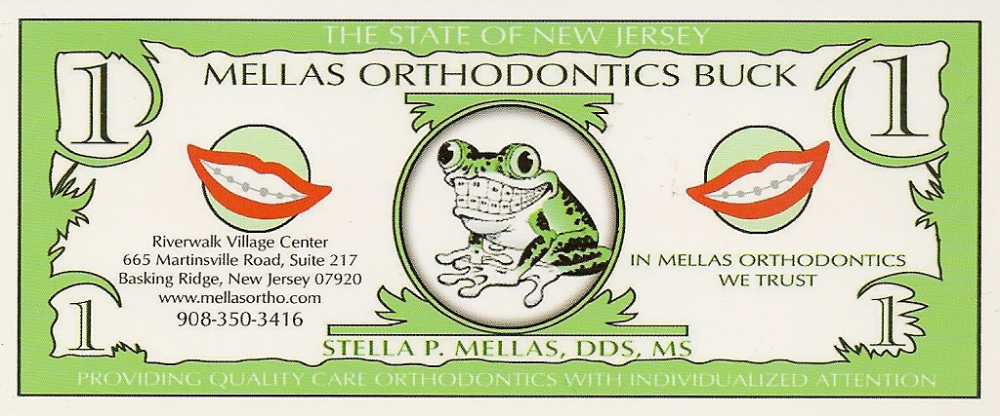 THE STATE OF NEW JERSEY
MELLAS ORTHODONTICS BUCK
1
1
Riverwalk Village Center
665 Martinsville Road, Suite 217
Basking Ridge, New Jersey 07920
www.mellasortho.com
908-350-3416
IN MELLAS ORTHODONTICS
WE TRUST
1
1
STELLA P. MELLAS, DDS, MS
PROVIDING QUALITY CARE ORTHODONTICS WITH INDIVIDUALIZED ATTENTION